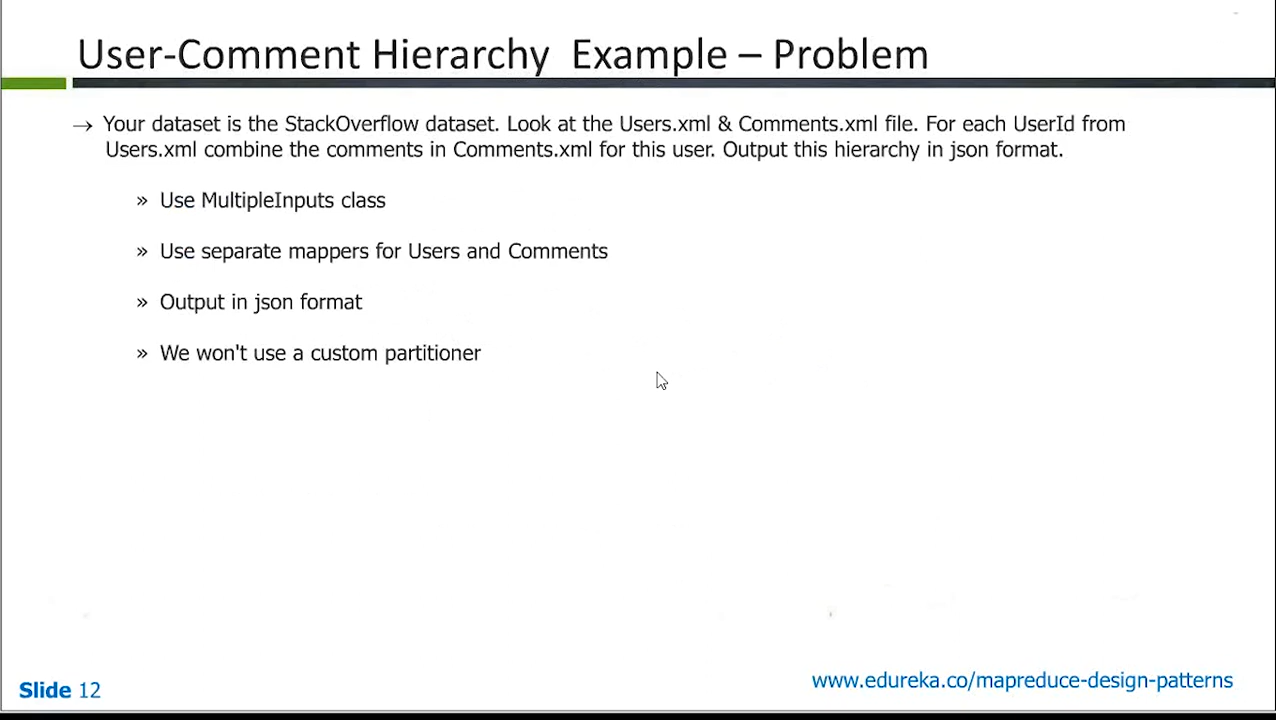 User-Comment Hierarchy Example – Problem
→ Your dataset is the StackOverflow dataset. Look at the Users.xml & Comments.xml file. For each UserId from
Users.xml combine the comments in Comments.xml for this user. Output this hierarchy in json format.
» Use MultipleInputs class
» Use separate mappers for Users and Comments
» Output in json format
» We won't use a custom partitioner
Slide 12
www.edureka.co/mapreduce-design-patterns